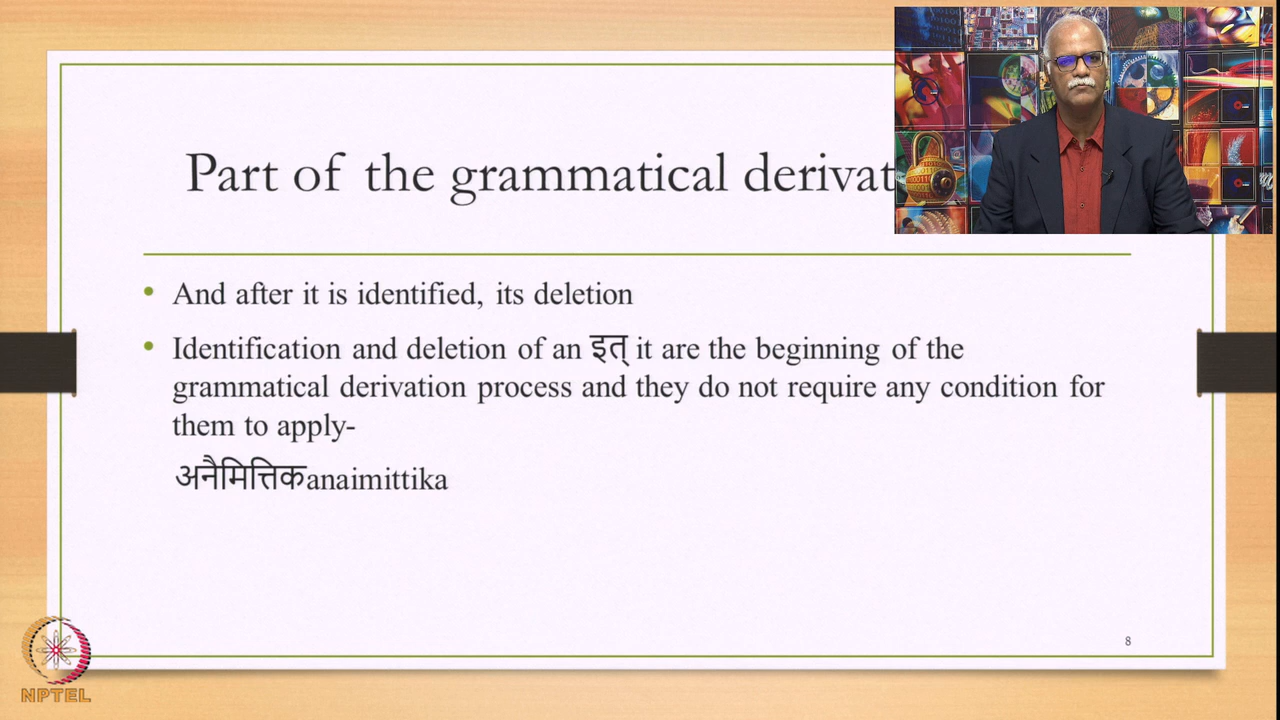 Part of the grammatical derivat
And after it is identified, its deletion
Identification and deletion of an इत् it are the beginning of the
grammatical derivation process and they do not require any condition for
them to apply-
अनैमित्तिकanaimittika
8
NPTEL